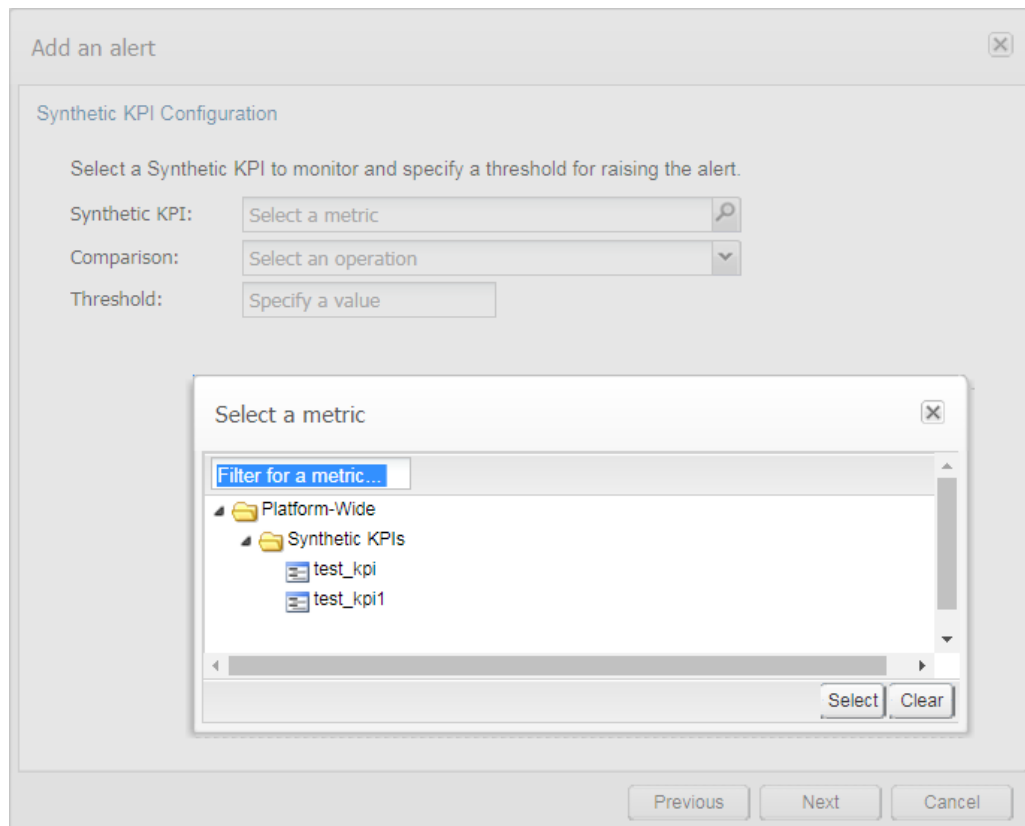 Add an alert
Synthetic KPI Configuration
Select a Synthetic KPI to monitor and specify a threshold for raising the alert.
Synthetic KPI: Select a metric
Comparison: Select an operation
Threshold: Specify a value
Select a metric
Filter for a metric...
Platform-Wide
Synthetic KPIs
test_kpi
test_kpi1
Select Clear
Previous Next Cancel